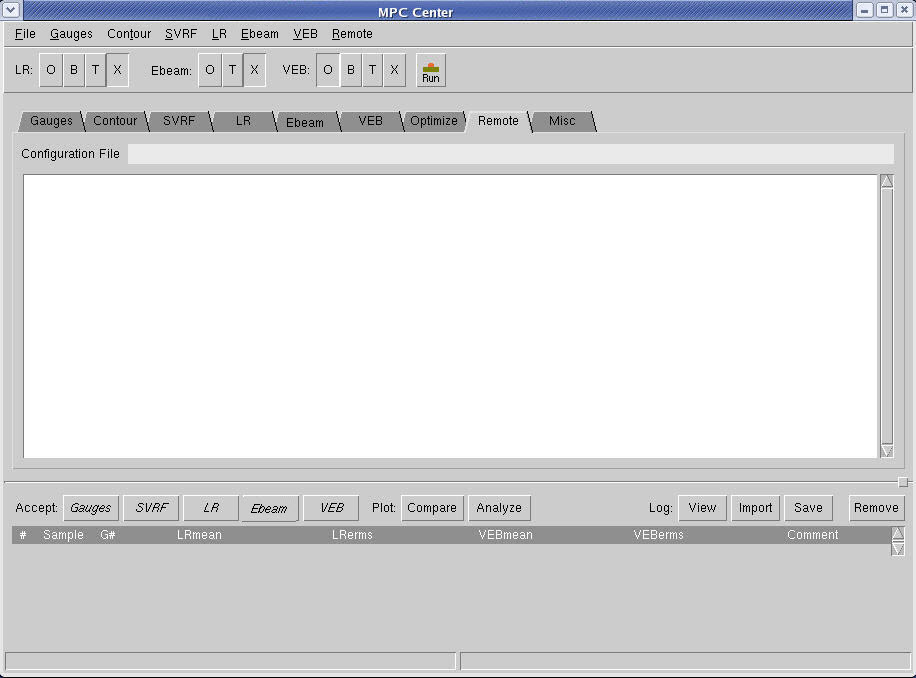 MPC Center
File Gauges Contour SVRF LR Ebeam VEB Remote
LR: O B T X Ebeam: O T X VEB: O B T X Run
Gauges Contour SVRF LR Ebeam VEB Optimize Remote Misc
Configuration File
Accept: Gauges SVRF LR Ebeam VEB Plot: Compare Analyze Log: View Import Save Remove
# Sample G# LRmean LRerms VEBmean VEBerms Comment